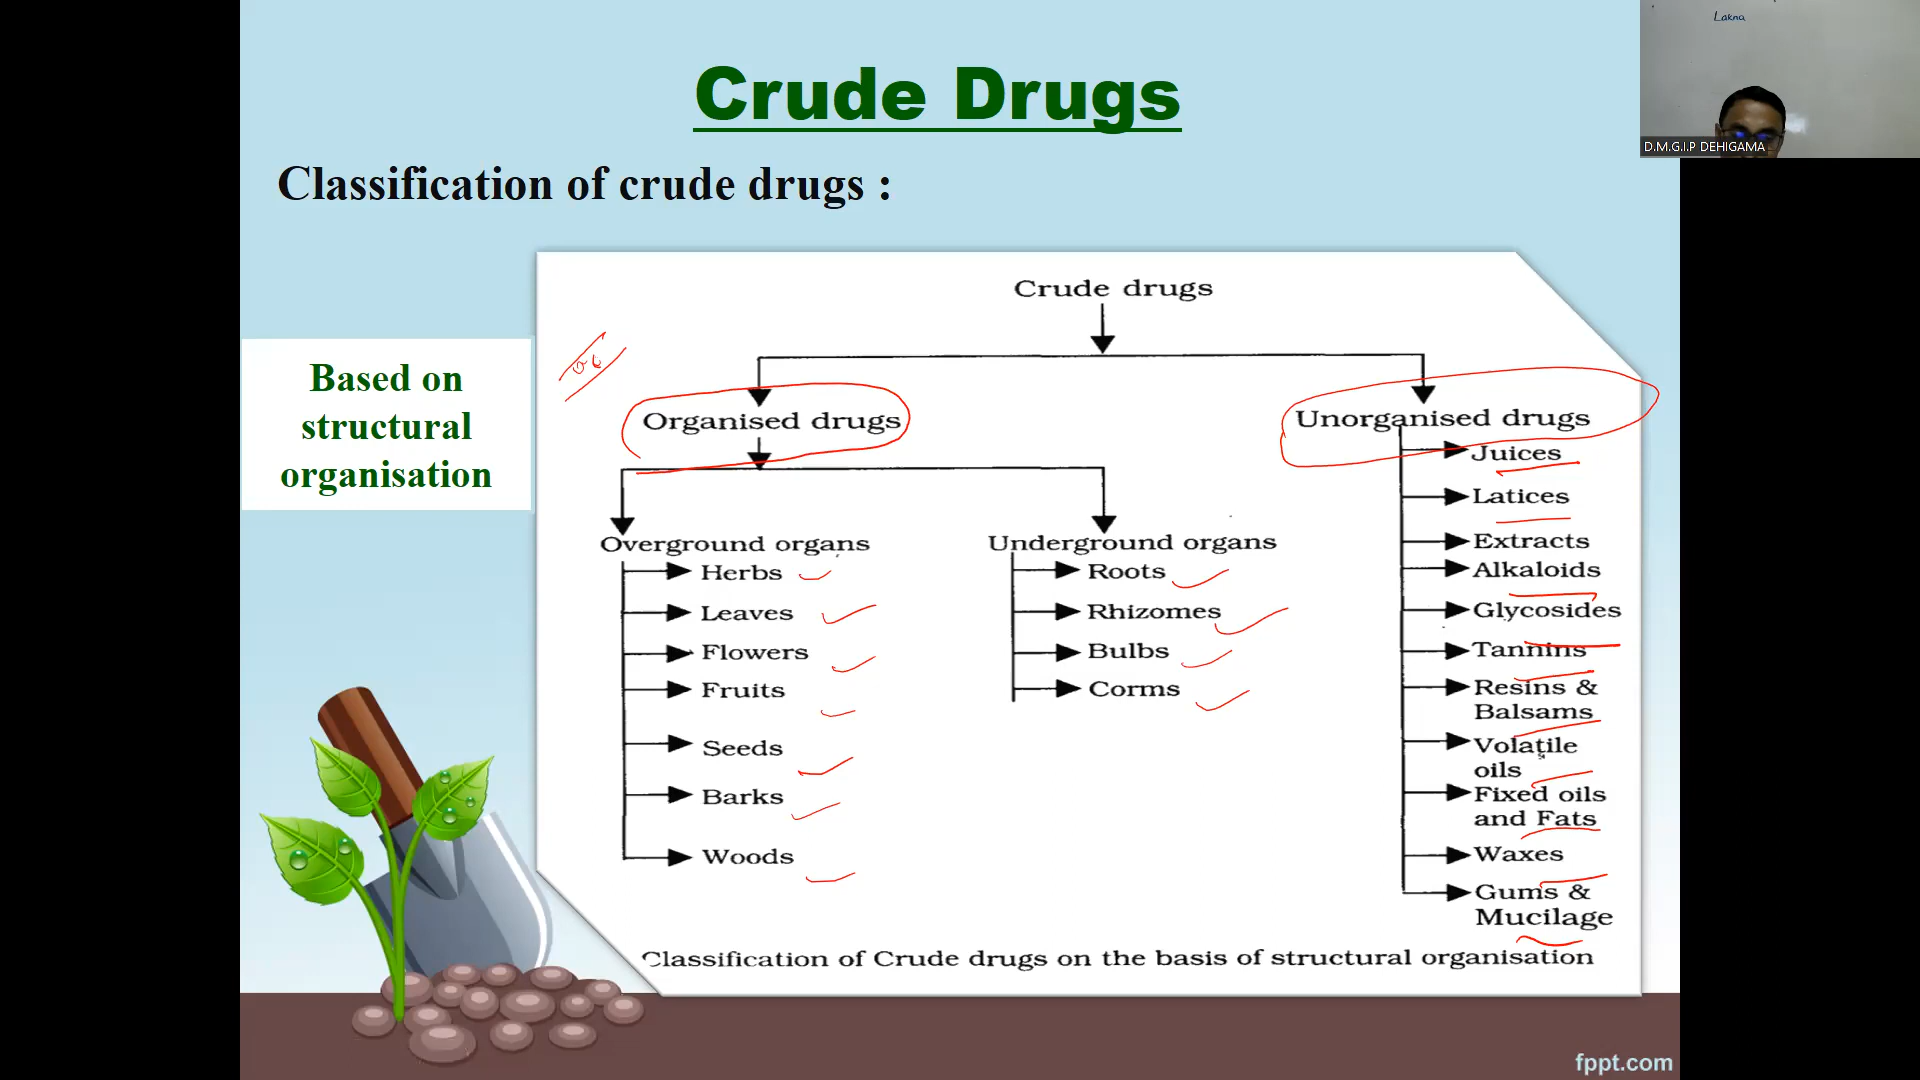 Crude Drugs
Lakna
D.M.G.I.P DEHIGAMA
Classification of crude drugs :
Based on
structural
organisation
Crude drugs
Organised drugs
Unorganised drugs
Overground organs
Herbs
Leaves
Flowers
Fruits
Seeds
Barks
Woods
Underground organs
Roots
Rhizomes
Bulbs
Corms
Juices
Latices
Extracts
Alkaloids
Glycosides
Tannins
Resins &
Balsams
Volatile
oils
Fixed oils
and Fats
Waxes
Gums &
Mucilage
Classification of Crude drugs on the basis of structural organisation
fppt.com